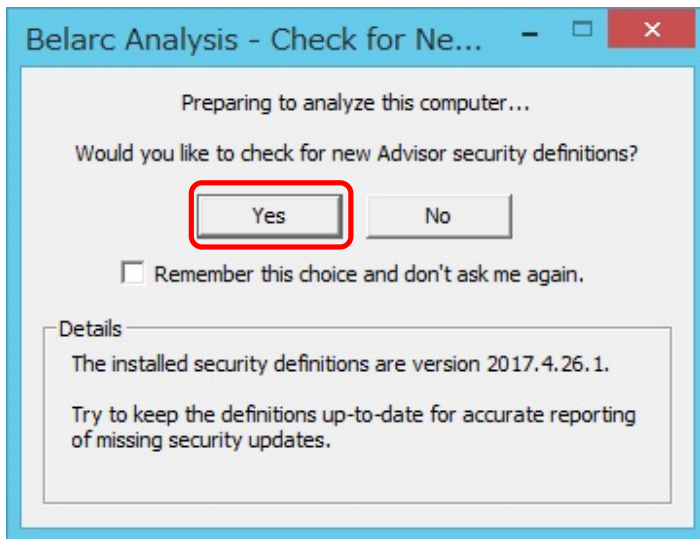 Belarc Analysis - Check for Ne...
Preparing to analyze this computer...
Would you like to check for new Advisor security definitions?
Yes
No
Remember this choice and don't ask me again.
Details
The installed security definitions are version 2017.4.26.1.
Try to keep the definitions up-to-date for accurate reporting
of missing security updates.